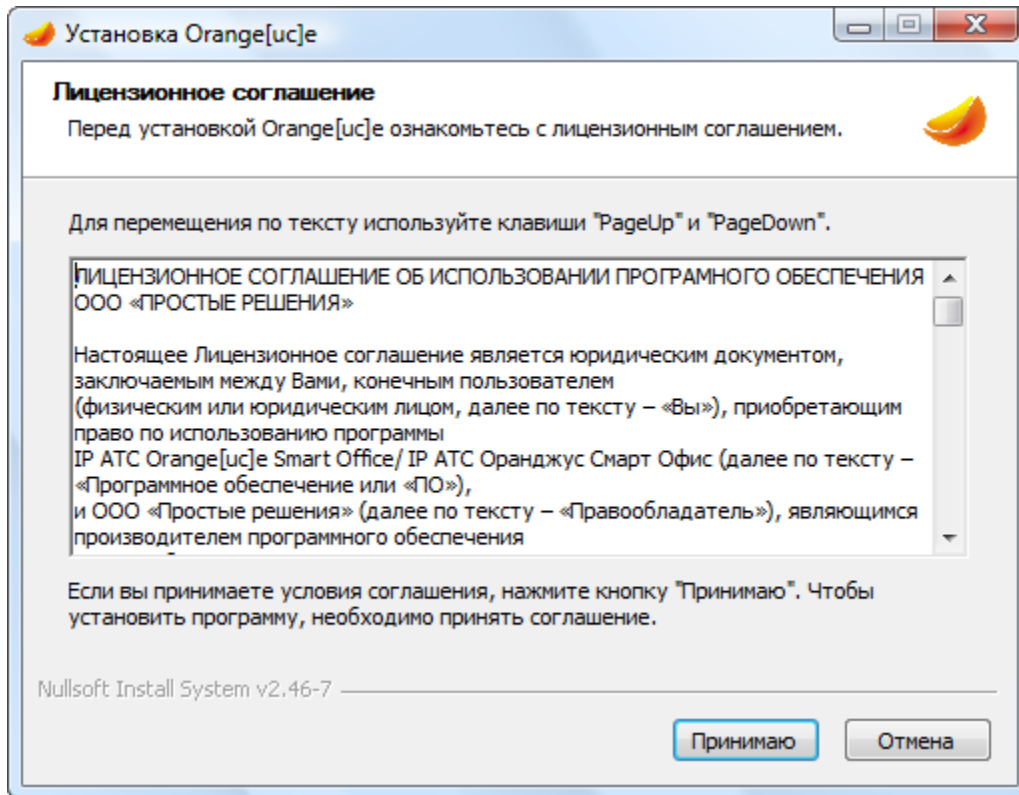 Установка Orange[uc]e
Лицензионное соглашение
Перед установкой Orange[uc]e ознакомьтесь с лицензионным соглашением.
Для перемещения по тексту используйте клавиши "PageUp" и "PageDown".
ЛИЦЕНЗИОННОЕ СОГЛАШЕНИЕ ОБ ИСПОЛЬЗОВАНИИ ПРОГРАМНОГО ОБЕСПЕЧЕНИЯ
ООО «ПРОСТЫЕ РЕШЕНИЯ»
Настоящее Лицензионное соглашение является юридическим документом,
заключаемым между Вами, конечным пользователем
(физическим или юридическим лицом, далее по тексту – «Вы»), приобретающим
право по использованию программы
IP АТС Orange[uc]e Smart Office/ IP АТС Оранджус Смарт Офис (далее по тексту –
«Программное обеспечение или «ПО»),
и ООО «Простые решения» (далее по тексту – «Правообладатель»), являющимся
производителем программного обеспечения
Если вы принимаете условия соглашения, нажмите кнопку "Принимаю". Чтобы
установить программу, необходимо принять соглашение.
Nullsoft Install System v2.46-7
Принимаю
Отмена